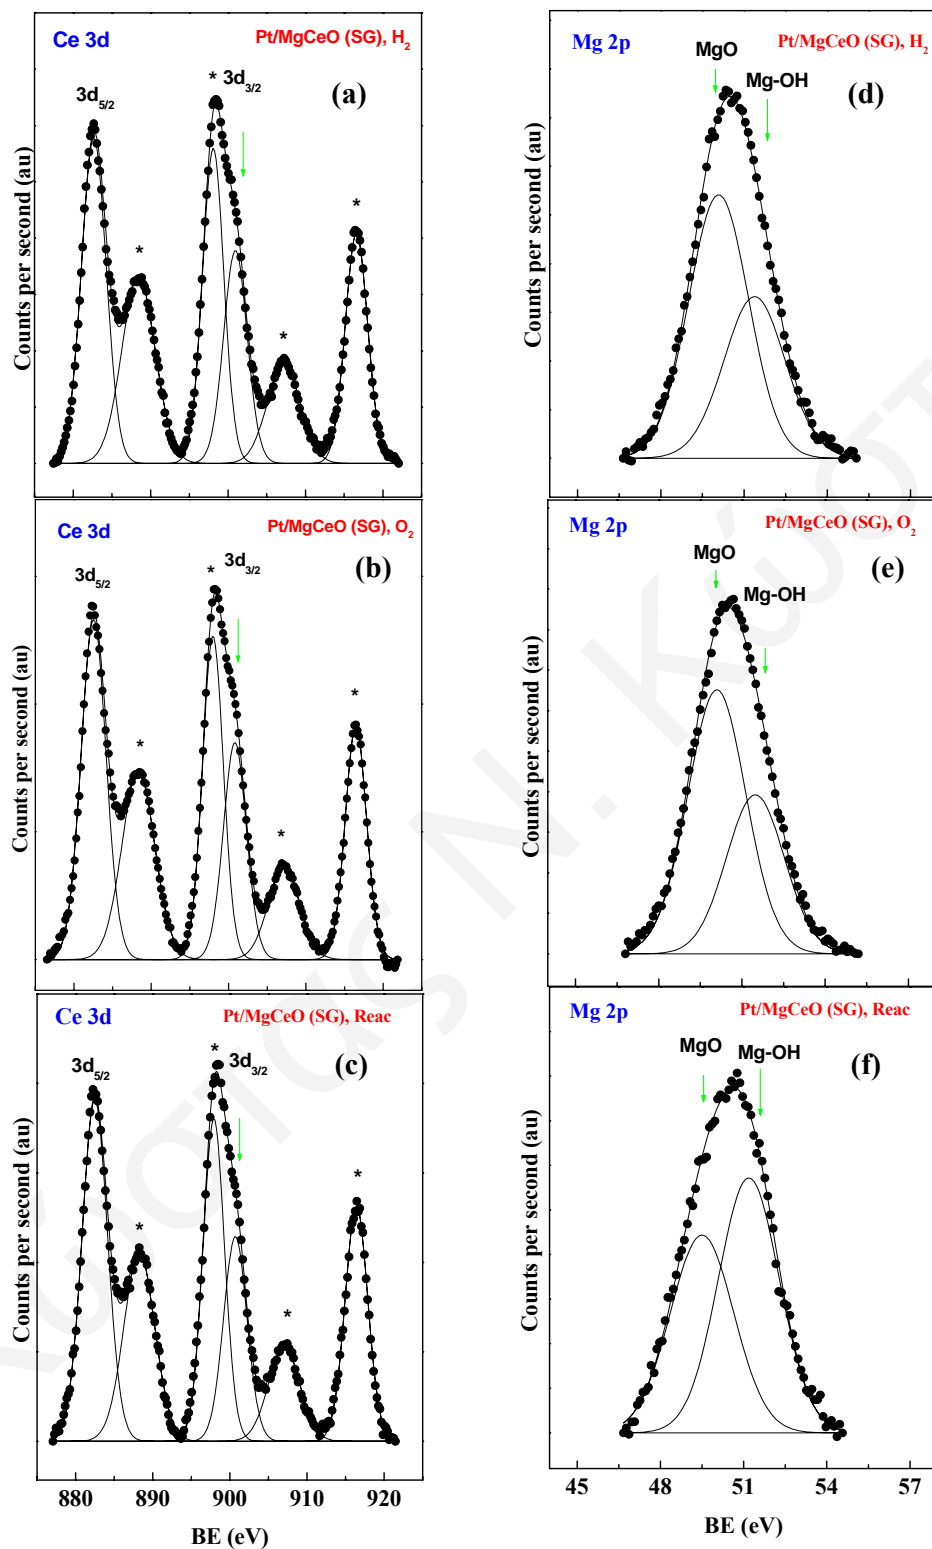 Ce 3d
Pt/MgCeO (SG), H₂
3d₅/₂
*
3d₃/₂
(a)
*
*
*
Counts per second (au)
Mg 2p
Pt/MgCeO (SG), H₂
MgO
Mg-OH
(d)
Counts per second (au)
Ce 3d
Pt/MgCeO (SG), O₂
3d₅/₂
*
3d₃/₂
(b)
*
*
*
Counts per second (au)
Mg 2p
Pt/MgCeO (SG), O₂
MgO
Mg-OH
(e)
Counts per second (au)
Ce 3d
Pt/MgCeO (SG), Reac
3d₅/₂
*
3d₃/₂
(c)
*
*
*
Counts per second (au)
880 890 900 910 920
BE (eV)
Mg 2p
Pt/MgCeO (SG), Reac
MgO
Mg-OH
(f)
Counts per second (au)
45 48 51 54 57
BE (eV)
Κώστας Ν. Κώστ